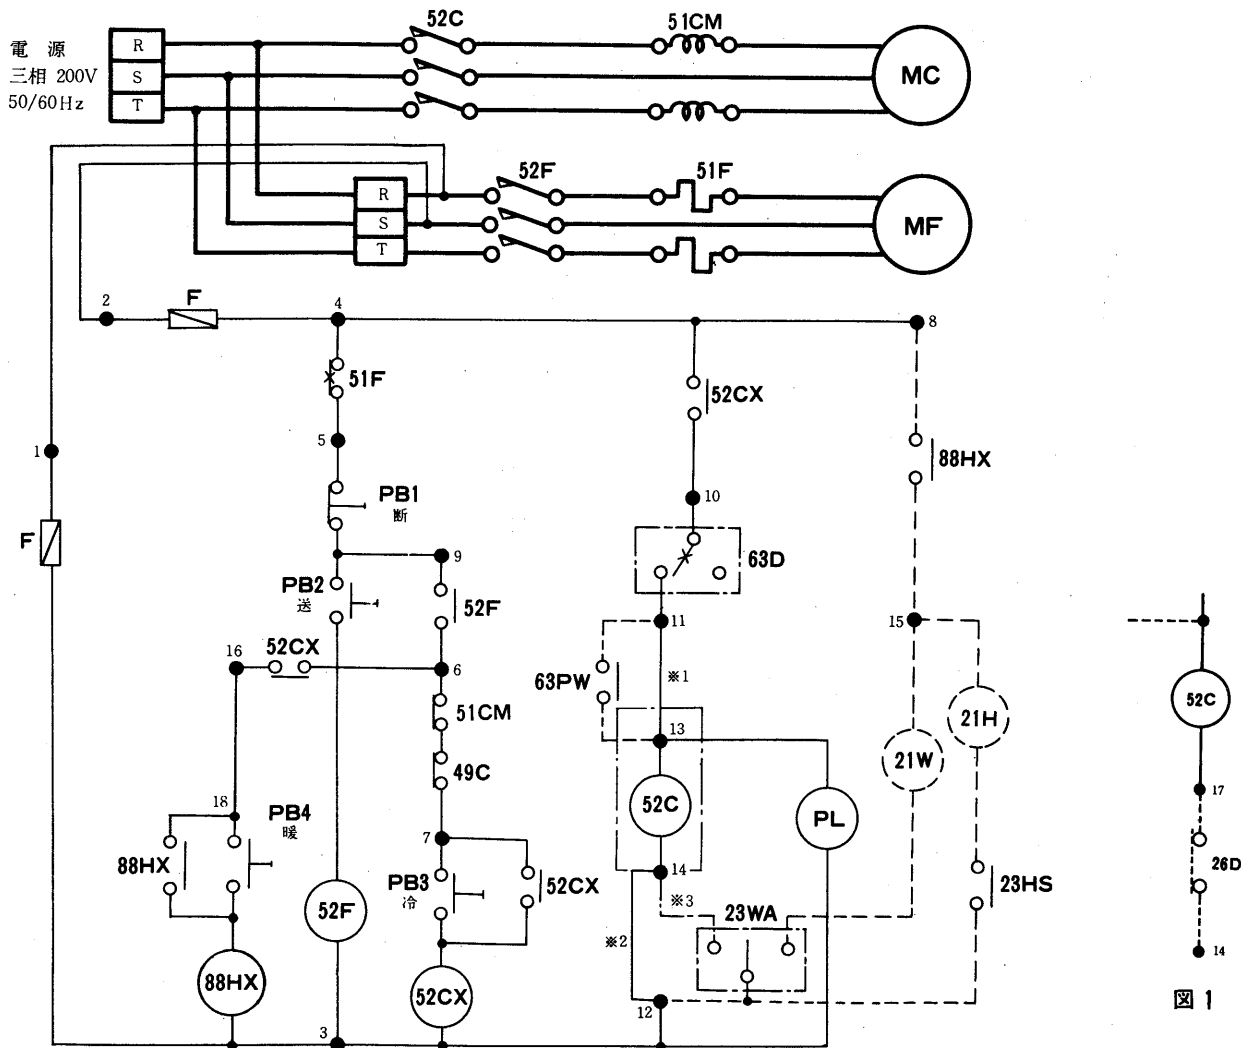 電 源
三相 200V
50/60Hz
R
S
T
52C
51CM
MC
R
S
T
52F
51F
MF
2
F
4
8
51F
52CX
1
5
88HX
PB1
断
10
F
9
63D
PB2
送
52F
11
15
52CX
16
6
※1
63PW
51CM
13
21H
52C
21W
49C
17
18
PB4
暖
52C
PL
26D
7
88HX
PB3
冷
52CX
14
23HS
※3
23WA
52F
※2
14
88HX
52CX
12
図1
3